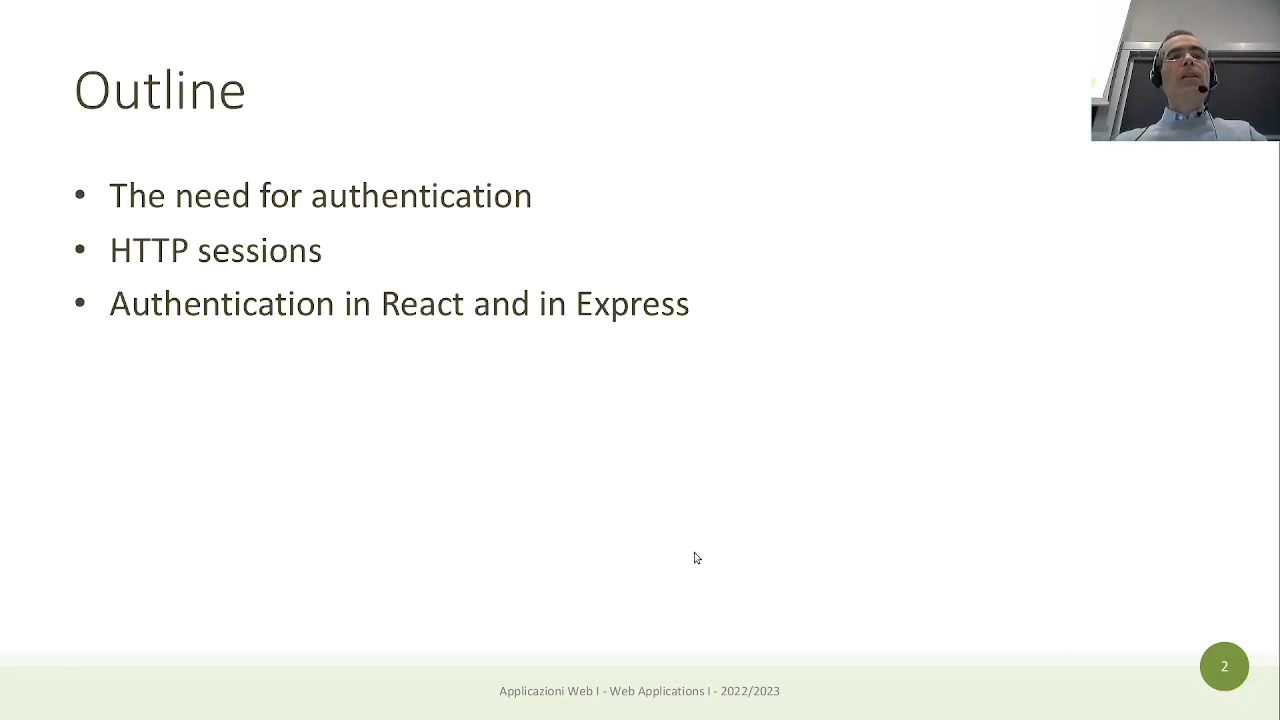 Outline
• The need for authentication
• HTTP sessions
• Authentication in React and in Express
Applicazioni Web I - Web Applications I - 2022/2023
2